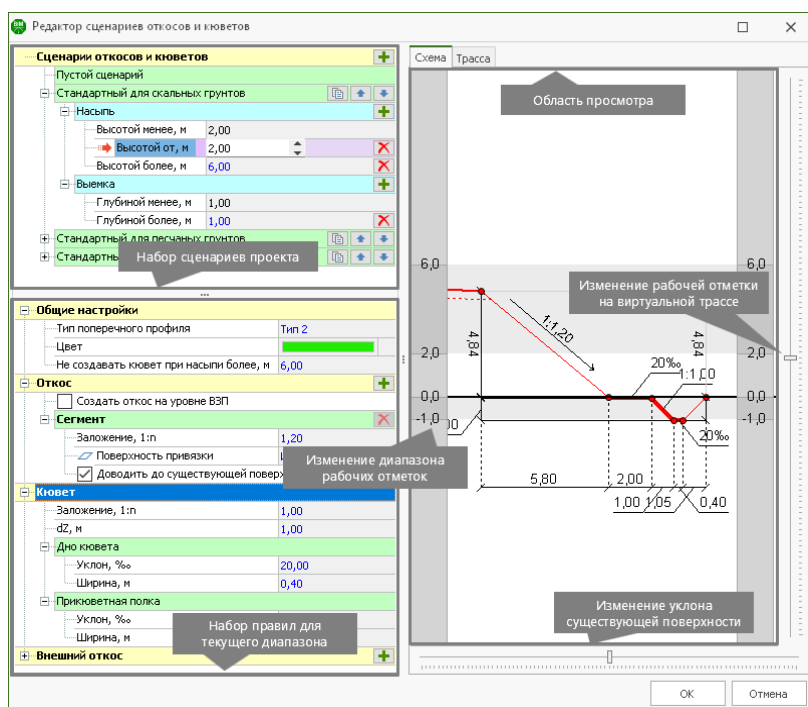 Редактор сценариев откосов и кюветов
Сценарии откосов и кюветов
Пустой сценарий
Стандартный для скальных грунтов
Насыпь
Высотой менее, м 2,00
Высотой от, м 2,00
Высотой более, м 6,00
Выемка
Глубиной менее, м 1,00
Глубиной более, м 1,00
Стандартный для песчаных грунтов
Набор сценариев проекта
Общие настройки
Тип поперечного профиля Тип 2
Цвет
Не создавать кювет при насыпи более, м 6,00
Откос
Создать откос на уровне ВЗП
Сегмент
Заложение, 1:n 1,20
Поверхность привязки
Доводить до существующей
Кювет
Заложение, 1:n 1,00
dZ, м 1,00
Дно кювета
Уклон, ‰ 20,00
Ширина, м 0,40
Прикюветная полка
Уклон, ‰
Ширина, м
Набор правил для
текущего диапазона
Внешний откос
Схема Трасса
Область просмотра
6,0 6,0
Изменение рабочей отметки
на виртуальной трассе
1:1,20
4,84 4,84
2,0 2,0
20‰ 1:1,00
0,0 0,0
-1,0 -1,0
20‰
Изменение диапазона
рабочих отметок
5,80 2,00
1,00 1,05 0,40
Изменение уклона
существующей поверхности
ОК Отмена